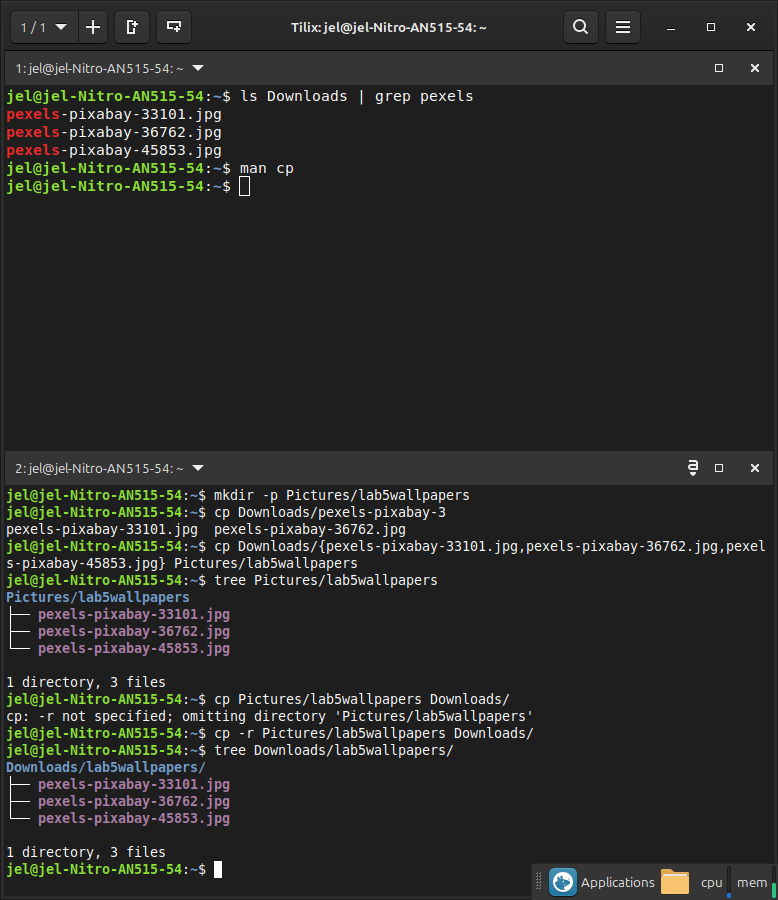 1 / 1
Tilix: jel@jel-Nitro-AN515-54: ~
1: jel@jel-Nitro-AN515-54: ~
jel@jel-Nitro-AN515-54:~$ ls Downloads | grep pexels
pexels-pixabay-33101.jpg
pexels-pixabay-36762.jpg
pexels-pixabay-45853.jpg
jel@jel-Nitro-AN515-54:~$ man cp
jel@jel-Nitro-AN515-54:~$
2: jel@jel-Nitro-AN515-54: ~
a
jel@jel-Nitro-AN515-54:~$ mkdir -p Pictures/lab5wallpapers
jel@jel-Nitro-AN515-54:~$ cp Downloads/pexels-pixabay-3
pexels-pixabay-33101.jpg  pexels-pixabay-36762.jpg
jel@jel-Nitro-AN515-54:~$ cp Downloads/{pexels-pixabay-33101.jpg,pexels-pixabay-36762.jpg,pexel
s-pixabay-45853.jpg} Pictures/lab5wallpapers
jel@jel-Nitro-AN515-54:~$ tree Pictures/lab5wallpapers
Pictures/lab5wallpapers
├── pexels-pixabay-33101.jpg
├── pexels-pixabay-36762.jpg
└── pexels-pixabay-45853.jpg
1 directory, 3 files
jel@jel-Nitro-AN515-54:~$ cp Pictures/lab5wallpapers Downloads/
cp: -r not specified; omitting directory 'Pictures/lab5wallpapers'
jel@jel-Nitro-AN515-54:~$ cp -r Pictures/lab5wallpapers Downloads/
jel@jel-Nitro-AN515-54:~$ tree Downloads/lab5wallpapers/
Downloads/lab5wallpapers/
├── pexels-pixabay-33101.jpg
├── pexels-pixabay-36762.jpg
└── pexels-pixabay-45853.jpg
1 directory, 3 files
jel@jel-Nitro-AN515-54:~$
Applications cpu mem